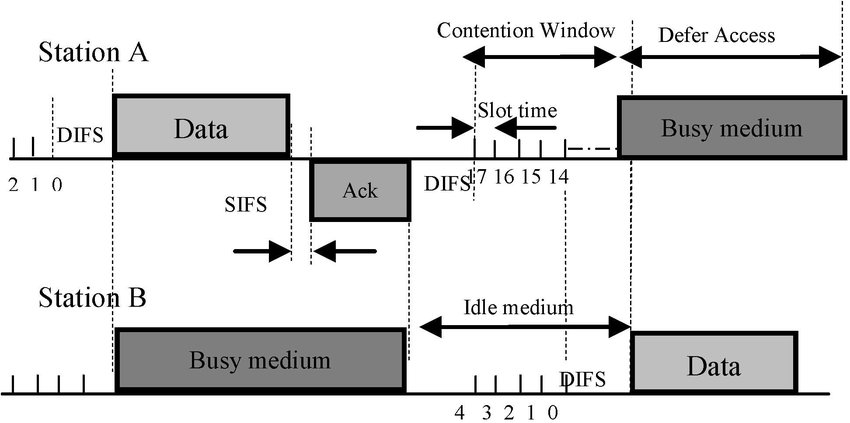 Contention Window
Defer Access
Station A
Slot time
DIFS
Data
Busy medium
2 1 0
Ack
DIFS
17 16 15 14
SIFS
Station B
Idle medium
Busy medium
DIFS
Data
4 3 2 1 0